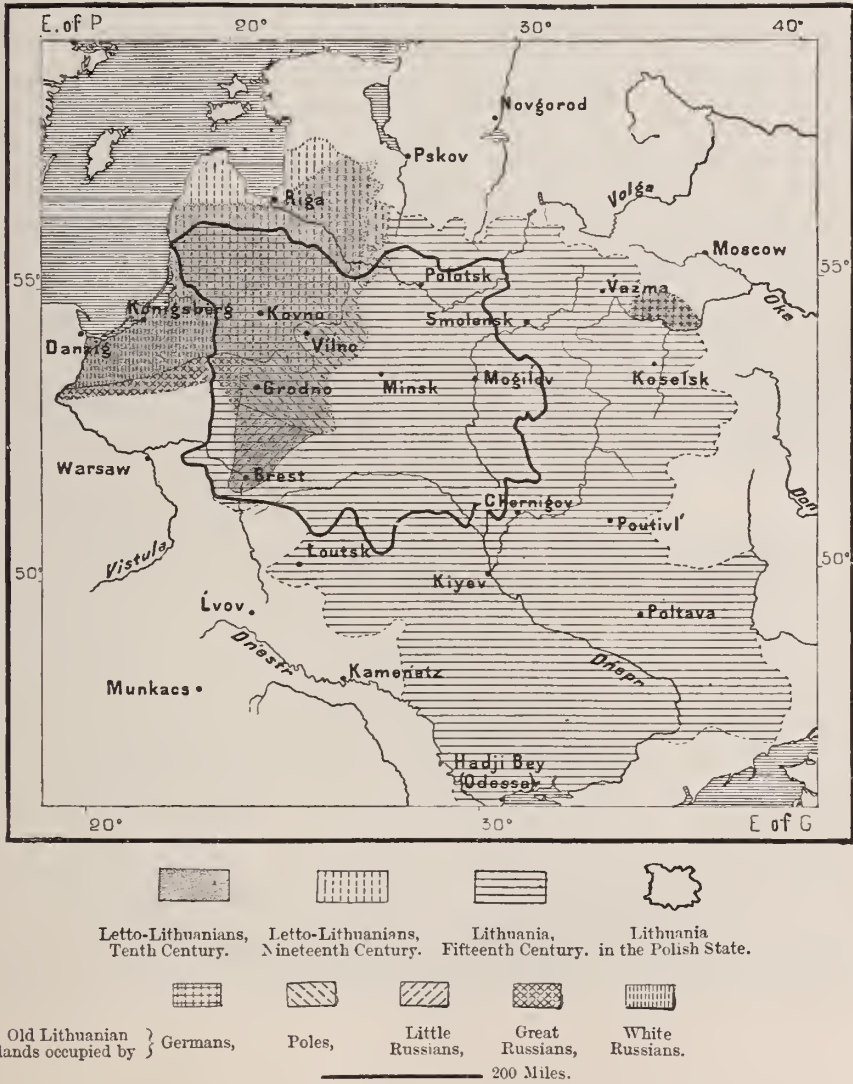 E. of P. 20° 30° 40°
Novgorod
Pskov
Riga
Volga
Moscow
55° 55°
Polotsk
Vazma
Oke
Königsberg
Kovno
Smolensk
Danzig
Vilno
Grodno
Minsk
Mogilov
Koselsk
Warsaw
Brest
Chernigov
Don
Poutivl'
Vistula
Loutsk
50° 50°
Kiyev
Lvov
Poltava
Dniestr
Dniepr
Munkacs
Kamenetz
Hadji Bey
(Odessa)
20° 30° E of G
Letto-Lithuanians, Tenth Century.
Letto-Lithuanians, Nineteenth Century.
Lithuania, Fifteenth Century.
Lithuania in the Polish State.
Old Lithuanian lands occupied by } Germans,
Poles,
Little Russians,
Great Russians,
White Russians.
200 Miles.